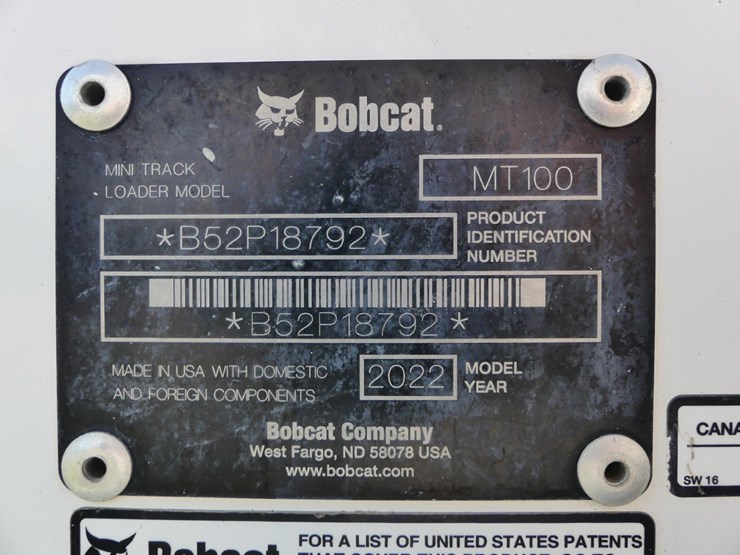 Bobcat.
MINI TRACK
LOADER MODEL
MT100
*B52P18792*
PRODUCT
IDENTIFICATION
NUMBER
*B52P18792*
MADE IN USA WITH DOMESTIC
AND FOREIGN COMPONENTS
2022
MODEL
YEAR
Bobcat Company
West Fargo, ND 58078 USA
www.bobcat.com
CANA
SW 16
Bobcat
FOR A LIST OF UNITED STATES PATENTS